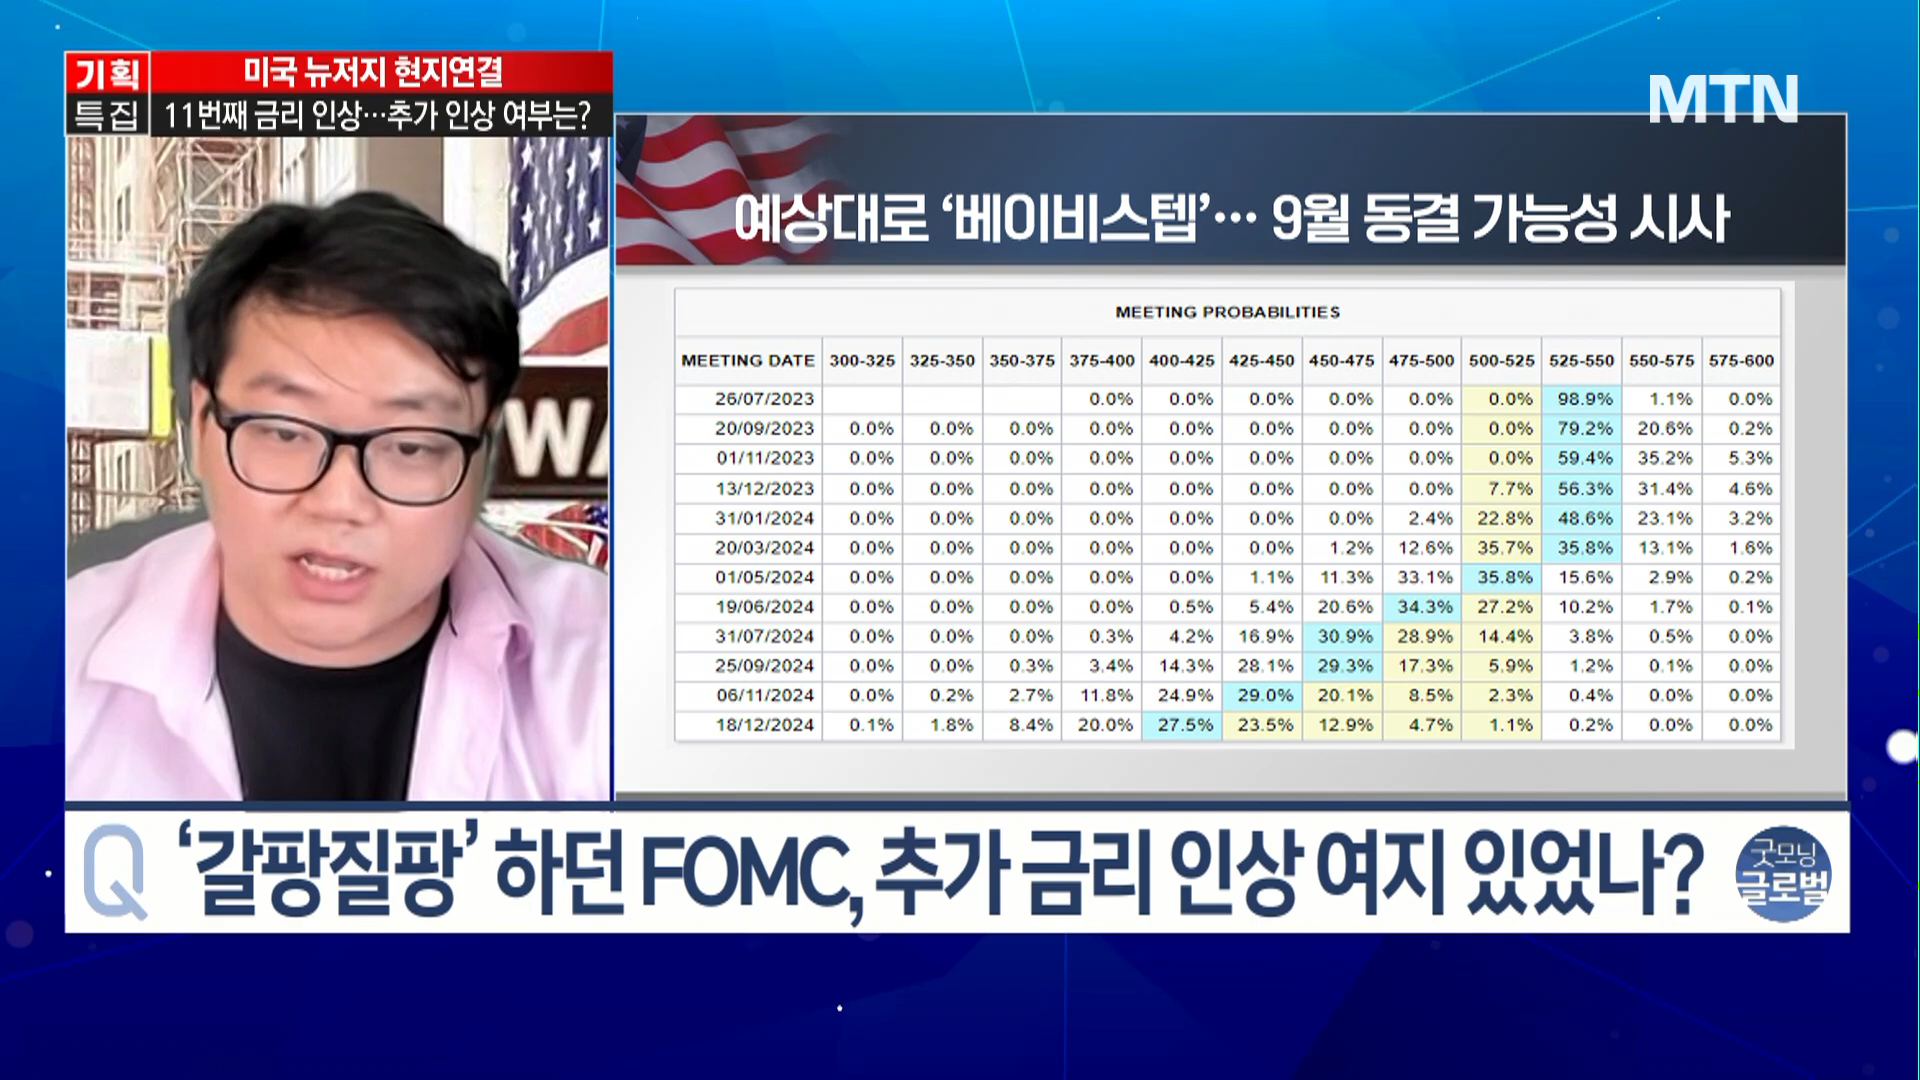 기획
특집
미국 뉴저지 현지연결
11번째 금리 인상…추가 인상 여부는?
MTN
예상대로 ‘베이비스텝’… 9월 동결 가능성 시사
MEETING PROBABILITIES
MEETING DATE 300-325 325-350 350-375 375-400 400-425 425-450 450-475 475-500 500-525 525-550 550-575 575-600
26/07/2023 0.0% 0.0% 0.0% 0.0% 0.0% 0.0% 98.9% 1.1% 0.0%
20/09/2023 0.0% 0.0% 0.0% 0.0% 0.0% 0.0% 0.0% 0.0% 0.0% 79.2% 20.6% 0.2%
01/11/2023 0.0% 0.0% 0.0% 0.0% 0.0% 0.0% 0.0% 0.0% 0.0% 59.4% 35.2% 5.3%
13/12/2023 0.0% 0.0% 0.0% 0.0% 0.0% 0.0% 0.0% 0.0% 7.7% 56.3% 31.4% 4.6%
31/01/2024 0.0% 0.0% 0.0% 0.0% 0.0% 0.0% 0.0% 2.4% 22.8% 48.6% 23.1% 3.2%
20/03/2024 0.0% 0.0% 0.0% 0.0% 0.0% 0.0% 1.2% 12.6% 35.7% 35.8% 13.1% 1.6%
01/05/2024 0.0% 0.0% 0.0% 0.0% 0.0% 1.1% 11.3% 33.1% 35.8% 15.6% 2.9% 0.2%
19/06/2024 0.0% 0.0% 0.0% 0.0% 0.5% 5.4% 20.6% 34.3% 27.2% 10.2% 1.7% 0.1%
31/07/2024 0.0% 0.0% 0.0% 0.3% 4.2% 16.9% 30.9% 28.9% 14.4% 3.8% 0.5% 0.0%
25/09/2024 0.0% 0.0% 0.3% 3.4% 14.3% 28.1% 29.3% 17.3% 5.9% 1.2% 0.1% 0.0%
06/11/2024 0.0% 0.2% 2.7% 11.8% 24.9% 29.0% 20.1% 8.5% 2.3% 0.4% 0.0% 0.0%
18/12/2024 0.1% 1.8% 8.4% 20.0% 27.5% 23.5% 12.9% 4.7% 1.1% 0.2% 0.0% 0.0%
WA
Q ‘갈팡질팡’ 하던 FOMC, 추가 금리 인상 여지 있었나?
굿모닝
글로벌